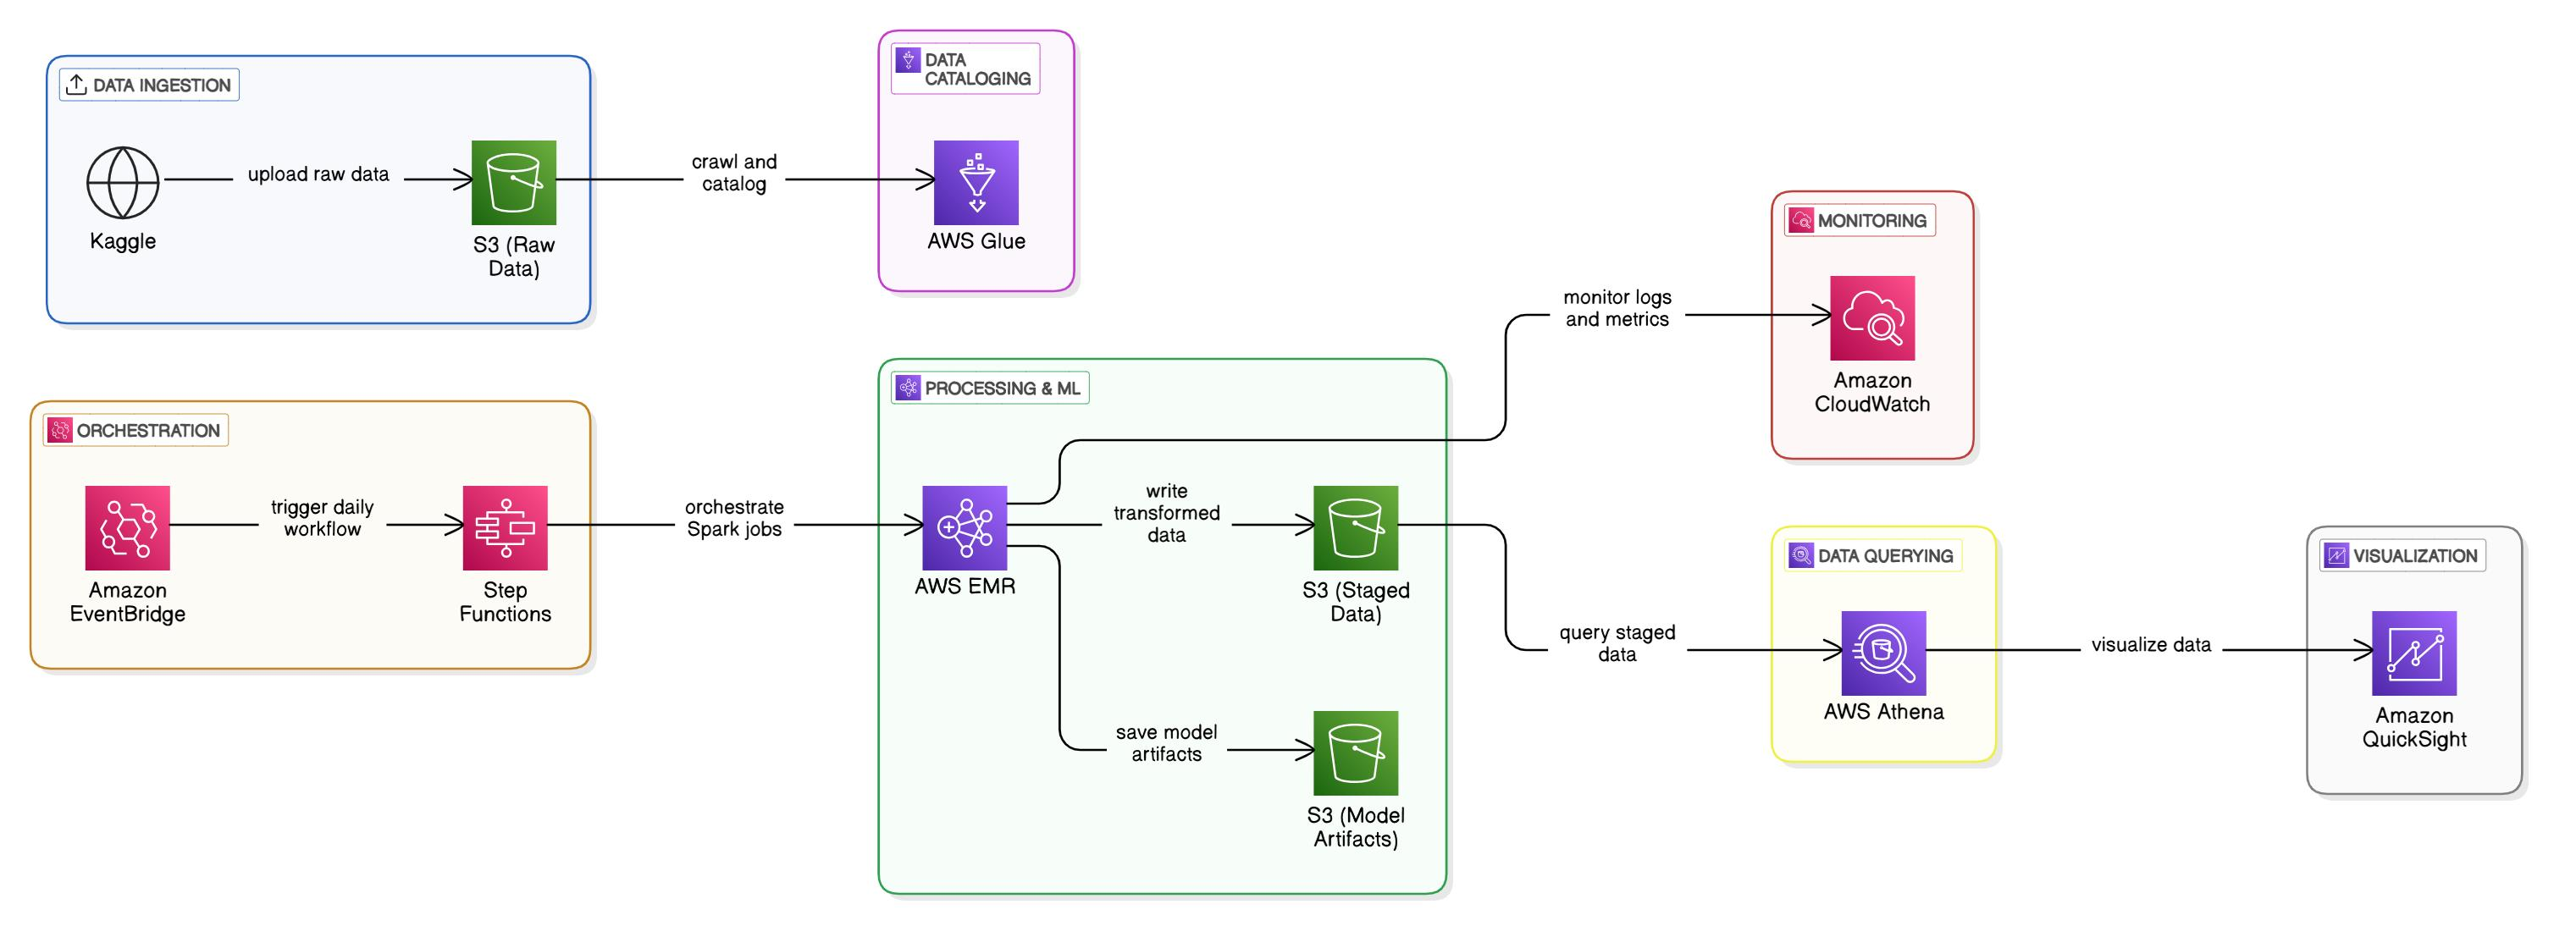 DATA INGESTION
Kaggle
upload raw data
S3 (Raw
Data)
crawl and
catalog
DATA
CATALOGING
AWS Glue
ORCHESTRATION
Amazon
EventBridge
trigger daily
workflow
Step
Functions
orchestrate
Spark jobs
PROCESSING & ML
AWS EMR
write
transformed
data
S3 (Staged
Data)
save model
artifacts
S3 (Model
Artifacts)
monitor logs
and metrics
MONITORING
Amazon
CloudWatch
query staged
data
DATA QUERYING
AWS Athena
visualize data
VISUALIZATION
Amazon
QuickSight